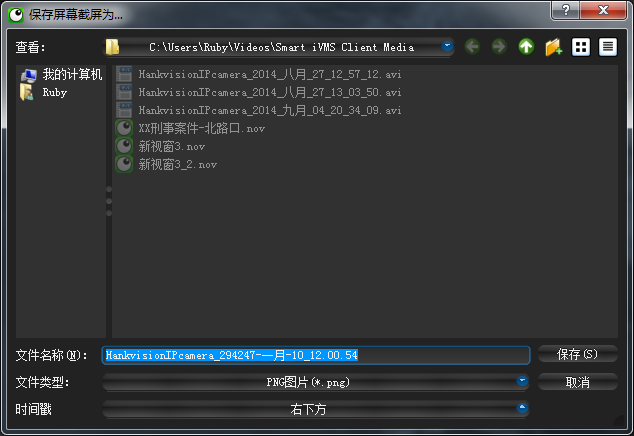 保存屏幕截屏为...
查看: C:\Users\Ruby\Videos\Smart iVMS Client Media
我的计算机
Ruby
HankvisionIPcamera_2014_八月_27_12_57_12.avi
HankvisionIPcamera_2014_八月_27_13_03_50.avi
HankvisionIPcamera_2014_九月_04_20_34_09.avi
XX刑事案件-北路口.nov
新视窗3.nov
新视窗3_2.nov
文件名称(N): HankvisionIPcamera_294247-一月-10_12.00.54 保存(S)
文件类型: PNG图片(*.png) 取消
时间戳 右下方